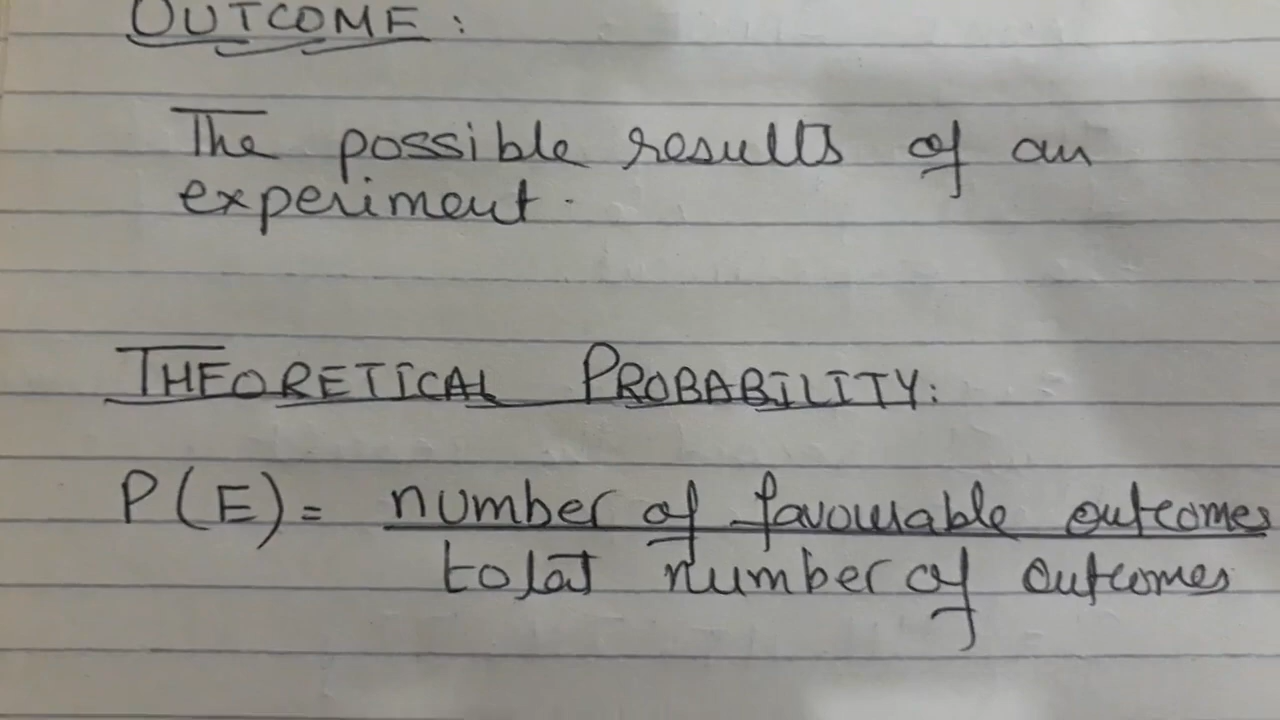 OUTCOME:
The possible results of an
experiment.
THEORETICAL PROBABILITY:
P(E) = number of favourable outcomes
total number of outcomes